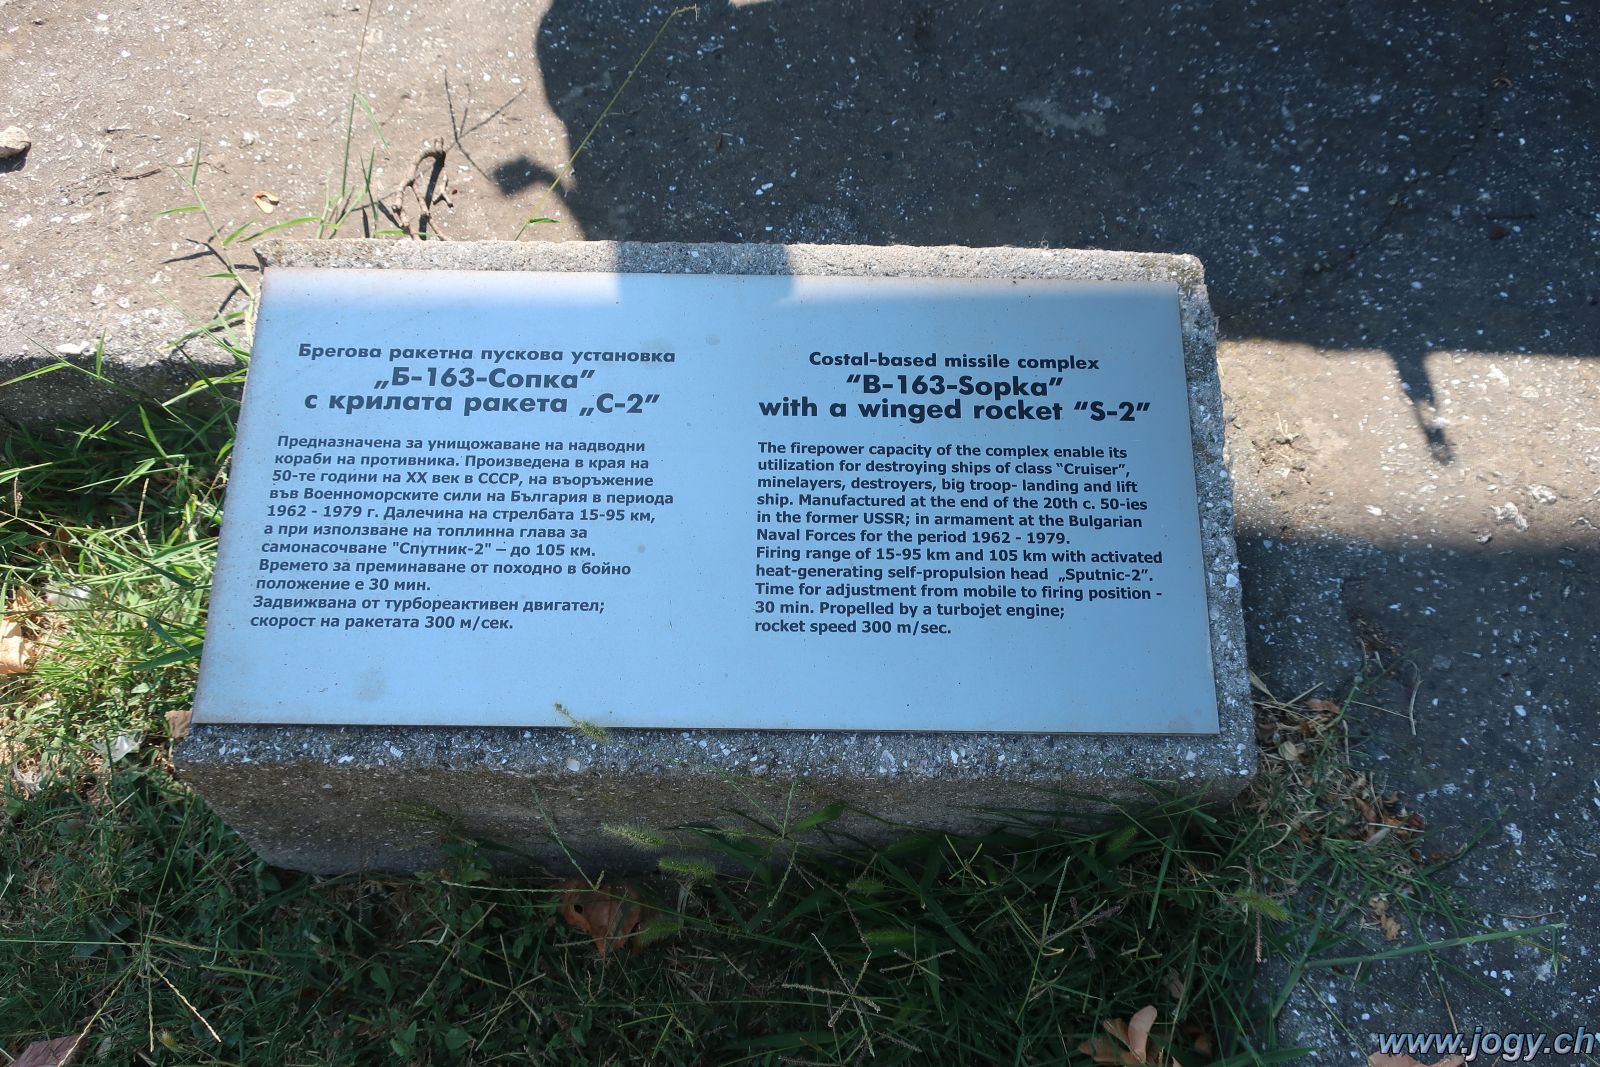 Брегова ракетна пускова установка
„Б-163-Сопка”
с крилата ракета „С-2”
Предназначена за унищожаване на надводни
кораби на противника. Произведена в края на
50-те години на ХХ век в СССР, на въоръжение
във Военноморските сили на България в периода
1962 - 1979 г. Далечина на стрелбата 15-95 км,
а при използване на топлинна глава за
самонасочване "Спутник-2" – до 105 км.
Времето за преминаване от походно в бойно
положение е 30 мин.
Задвижвана от турбореактивен двигател;
скорост на ракетата 300 м/сек.
Costal-based missile complex
“B-163-Sopka”
with a winged rocket “S-2”
The firepower capacity of the complex enable its
utilization for destroying ships of class “Cruiser”,
minelayers, destroyers, big troop- landing and lift
ship. Manufactured at the end of the 20th c. 50-ies
in the former USSR; in armament at the Bulgarian
Naval Forces for the period 1962 - 1979.
Firing range of 15-95 km and 105 km with activated
heat-generating self-propulsion head „Sputnic-2”.
Time for adjustment from mobile to firing position -
30 min. Propelled by a turbojet engine;
rocket speed 300 m/sec.
www.jogy.ch